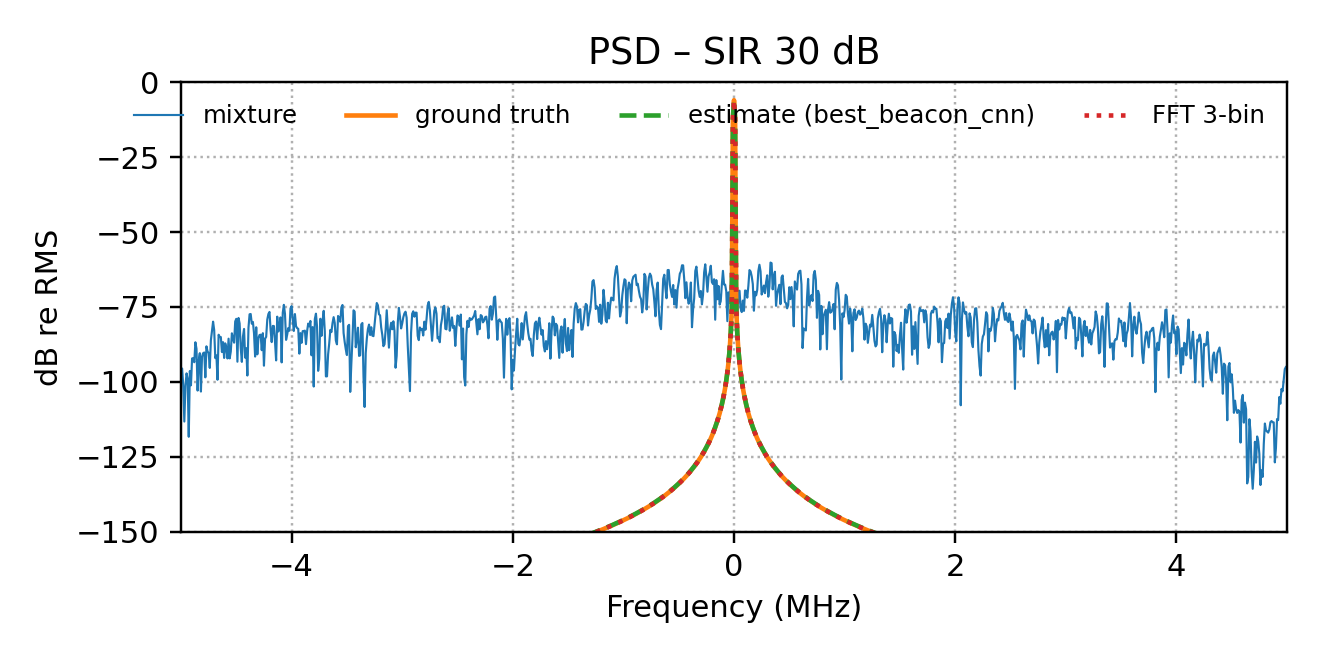 PSD – SIR 30 dB
mixture ground truth estimate (best_beacon_cnn) FFT 3-bin
dB re RMS
0
−25
−50
−75
−100
−125
−150
−4 −2 0 2 4
Frequency (MHz)